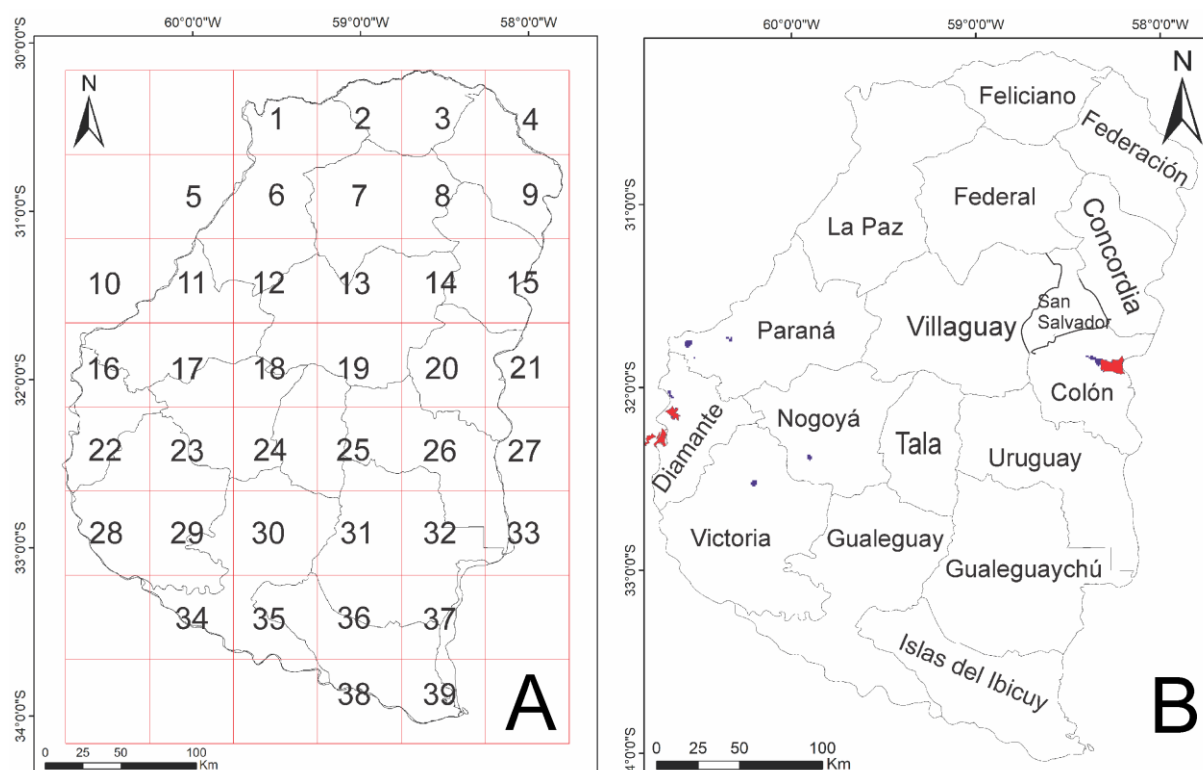 60°0'0"W 59°0'0"W 58°0'0"W
30°0'0"S
31°0'0"S
32°0'0"S
33°0'0"S
34°0'0"S
N
1 2 3 4
5 6 7 8 9
10 11 12 13 14 15
16 17 18 19 20 21
22 23 24 25 26 27
28 29 30 31 32 33
34 35 36 37
38 39
A
0 25 50 100
Km
60°0'0"W 59°0'0"W 58°0'0"W
31°0'0"S
32°0'0"S
33°0'0"S
4°0'0"S
N
Feliciano
Federación
Federal
La Paz
Concordia
San
Salvador
Paraná
Villaguay
Colón
Diamante
Nogoyá
Tala
Uruguay
Victoria
Gualeguay
Gualeguaychú
Islas del Ibicuy
B
0 25 50 100
Km